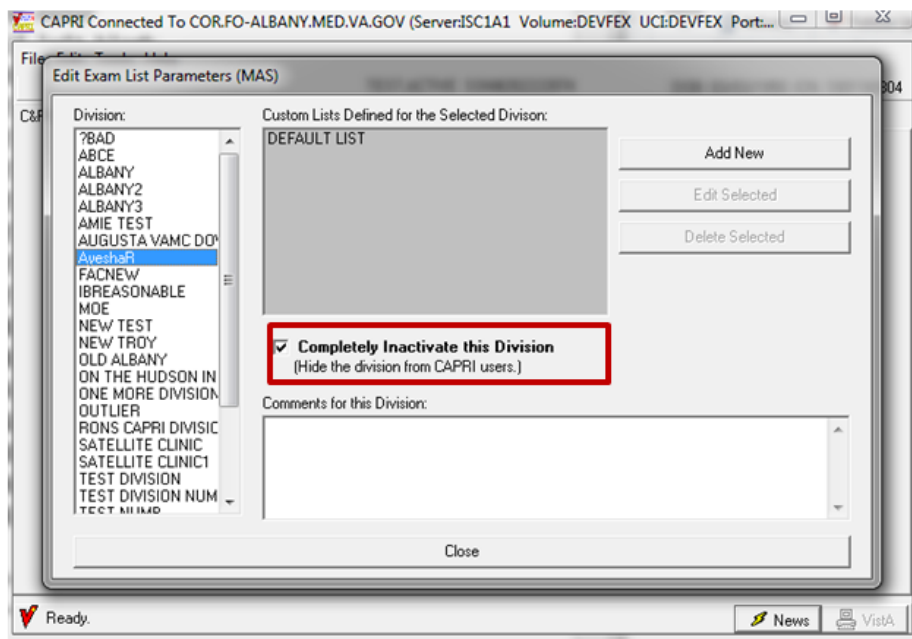 CAPRI Connected To COR.FO-ALBANY.MED.VA.GOV (Server:ISC1A1 Volume:DEVFEX UCI:DEVFEX Port:...
File
Edit Exam List Parameters (MAS)
304
Division:
?BAD
ABCE
ALBANY
ALBANY2
ALBANY3
AMIE TEST
AUGUSTA VAMC DO
AyeshaR
FACNEW
IBREASONABLE
MOE
NEW TEST
NEW TROY
OLD ALBANY
ON THE HUDSON IN
ONE MORE DIVISION
OUTLIER
RONS CAPRI DIVISIC
SATELLITE CLINIC
SATELLITE CLINIC1
TEST DIVISION
TEST DIVISION NUM
TEST NUMB
Custom Lists Defined for the Selected Divison:
DEFAULT LIST
Add New
Edit Selected
Delete Selected
Completely Inactivate this Division
(Hide the division from CAPRI users.)
Comments for this Division:
Close
Ready.
News
VistA